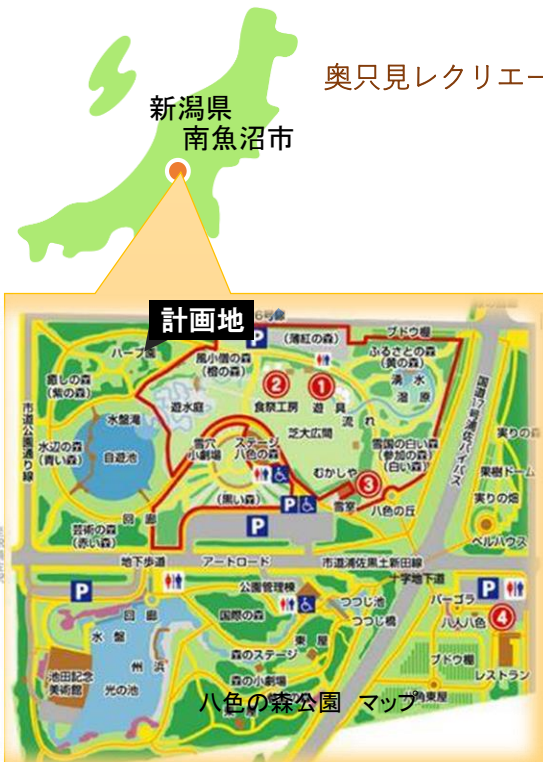 奥只見レクリエー
新潟県
南魚沼市
計画地
6号館
ブドウ棚
ハーブ園
風小僧の森
(橙の森)
P
(薄紅の森)
ふるさとの森
(黄の森)
癒しの森
(紫の森)
②
①
湧水
湿原
国道17号浦佐バイパス
市道公園通り線
水盤滝
遊水庭
食祭工房
遊具
流れ
実りの森
水辺の森
(青い森)
自遊池
雪穴
小劇場
ステージ
八色の森
芝大広間
雪国の白い森
(参加の森)
(白い森)
果樹ドーム
むかしや
③
実りの畑
(黒い森)
P
雪室
八色の丘
芸術の森
(赤い森)
回廊
P
ベルハウス
地下歩道
アートロード
市道浦佐黒土新田線
十字地下道
P
公園管理棟
つつじ池
P
回廊
国際の森
つつじ橋
パーゴラ
④
水盤
東屋
八人八色
州浜
森のステージ
ブドウ棚
池田記念
美術館
光の池
森の小劇場
レストラン
八色の森公園 マップ
角東屋